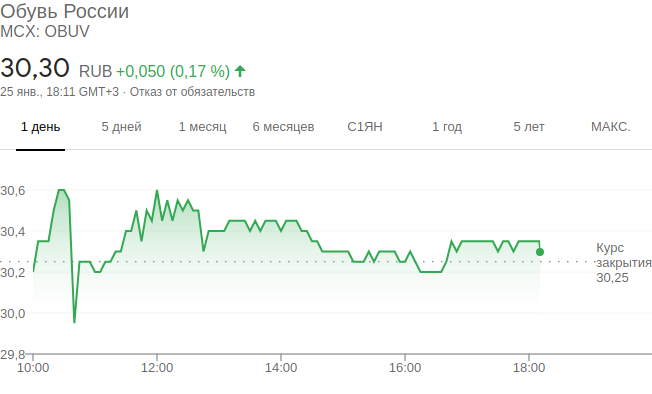 Обувь России
MCX: OBUV
30,30 RUB +0,050 (0,17 %)
25 янв., 18:11 GMT+3 · Отказ от обязательств
1 день 5 дней 1 месяц 6 месяцев С1ЯН 1 год 5 лет МАКС.
30,6
30,4
30,2
30,0
29,8
Курс
закрытия
30,25
10:00 12:00 14:00 16:00 18:00